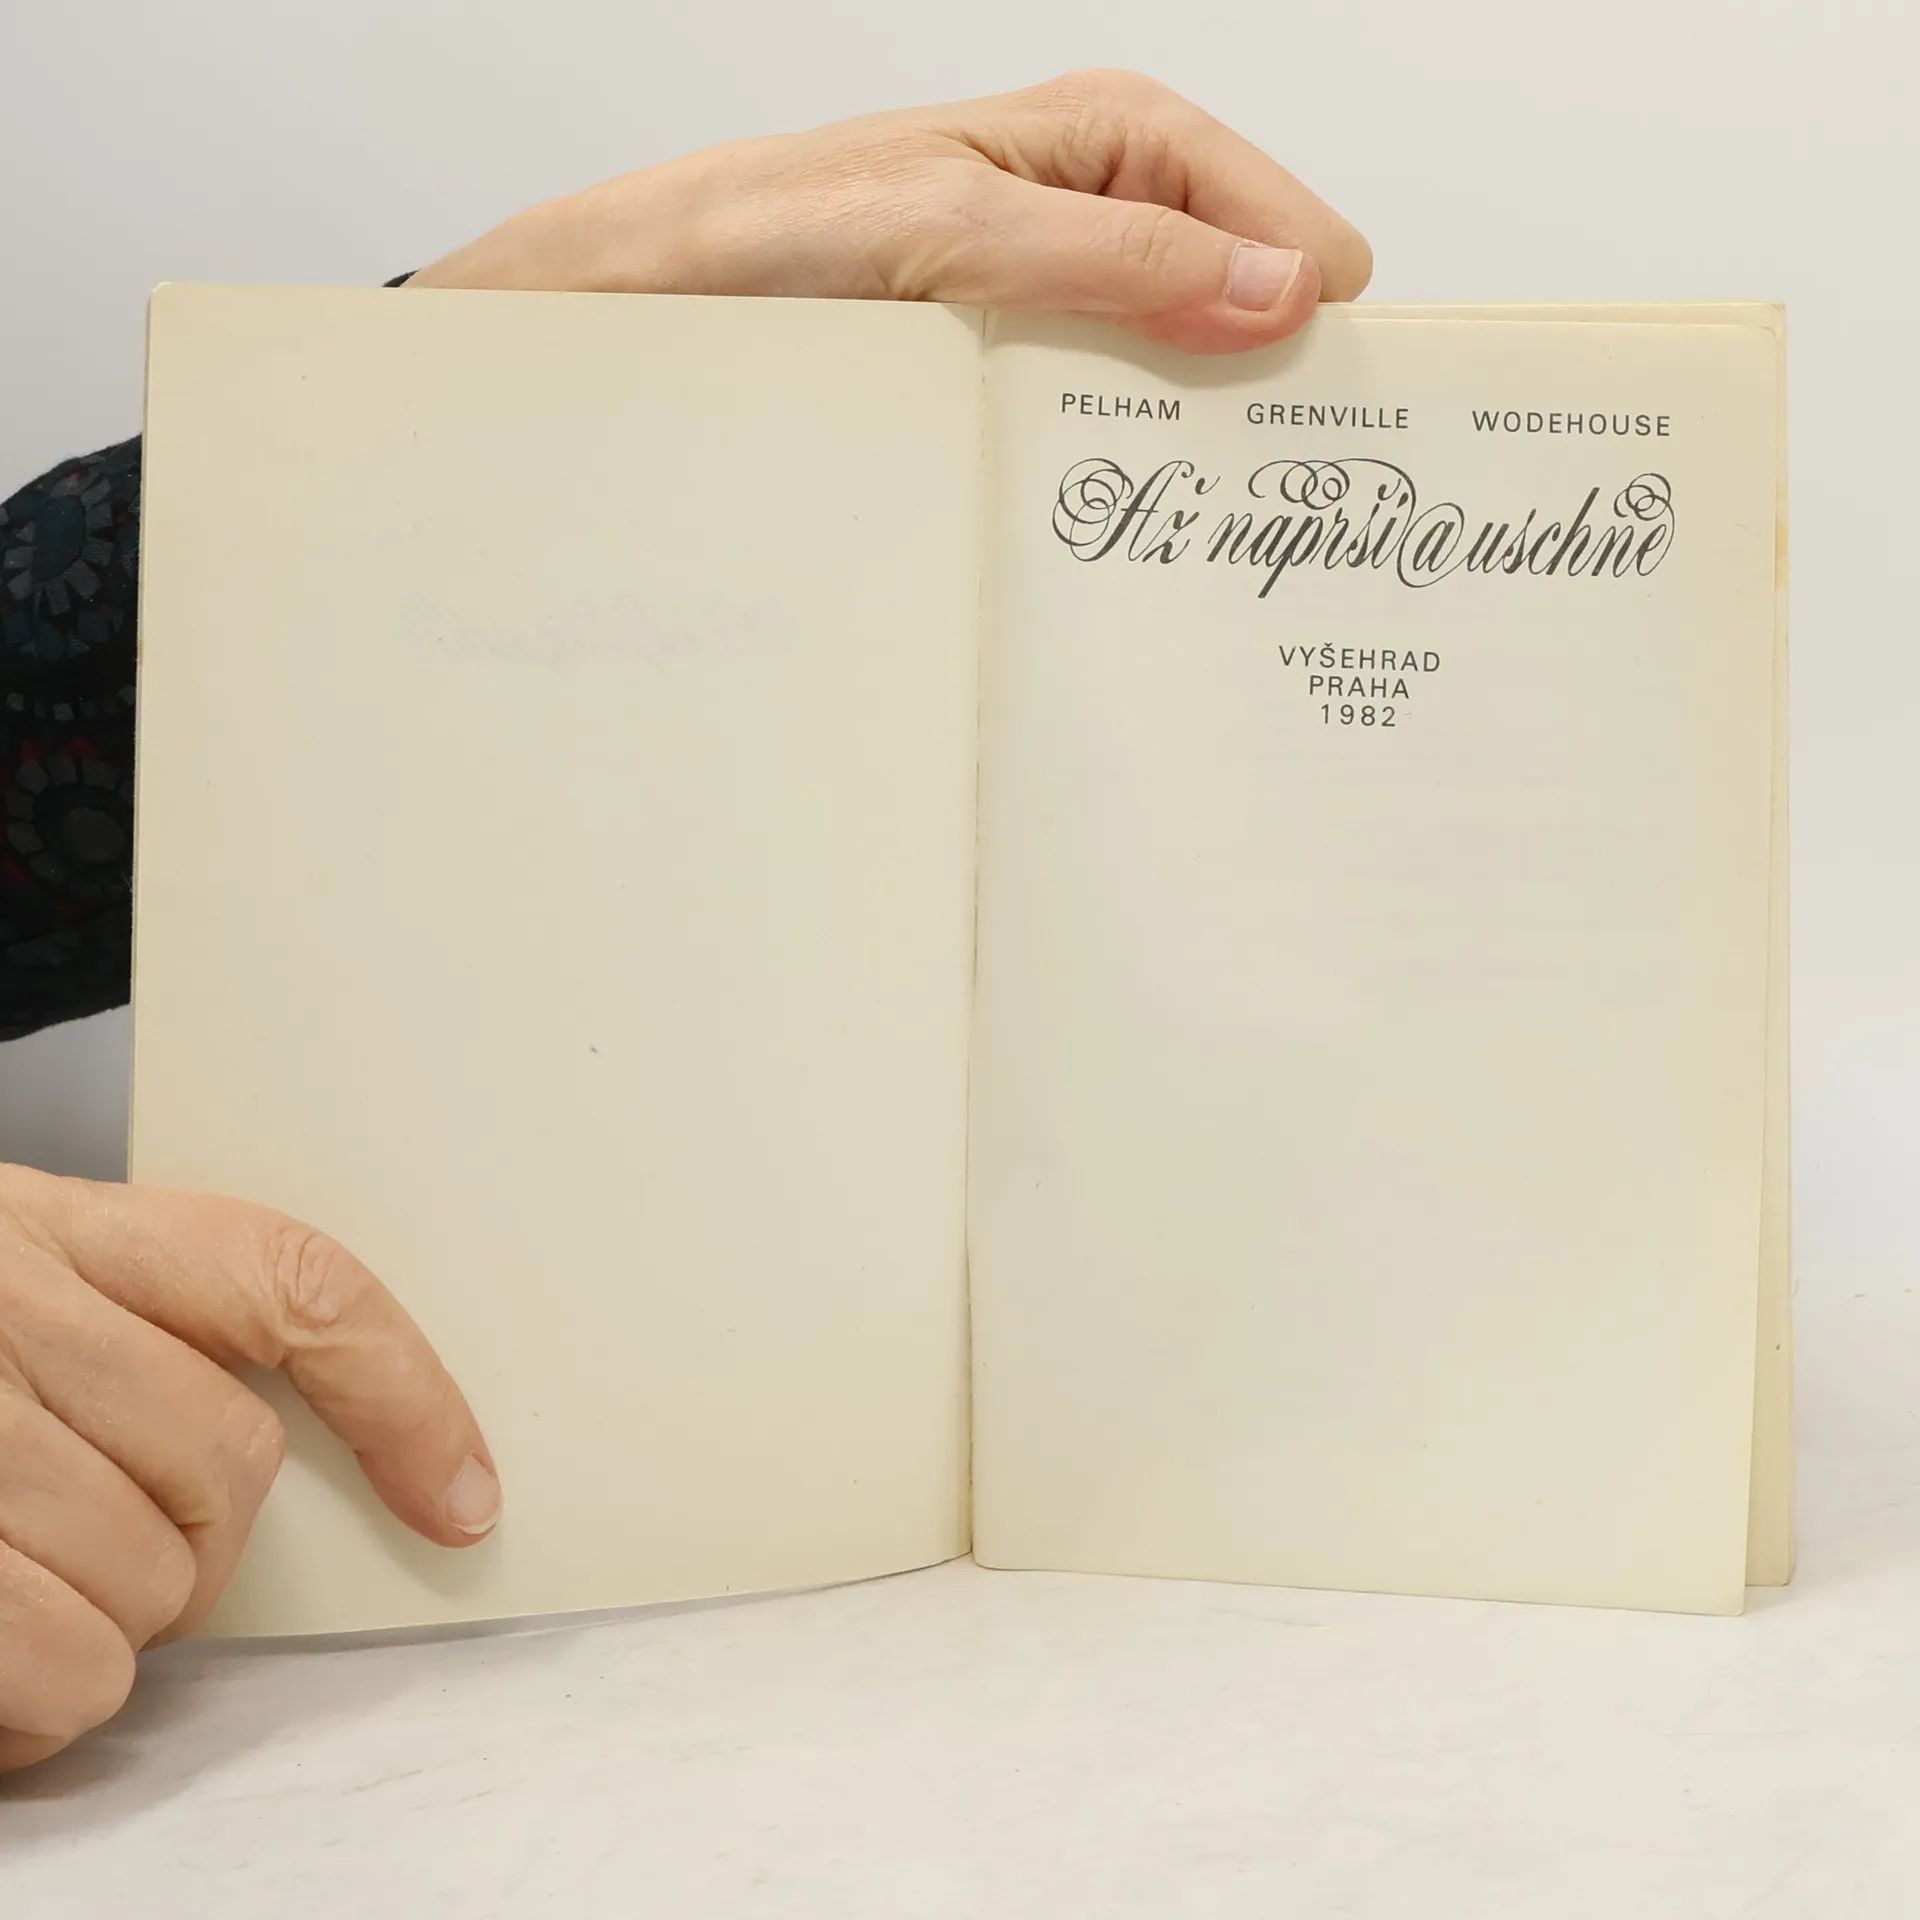 PELHAM GRENVILLE WODEHOUSE
Až naprší a uschne
VYŠEHRAD
PRAHA
1982